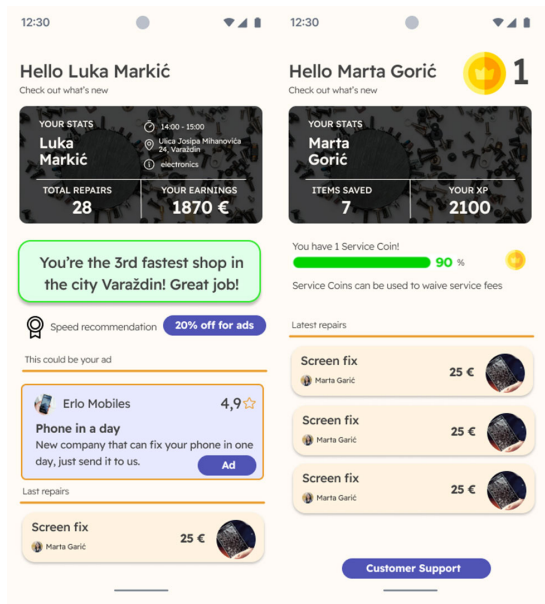 12:30
Hello Luka Markić
Check out what's new
YOUR STATS
Luka
Markić
14:00 - 15:00
Ulica Josipa Mihanovića
24, Varaždin
electronics
TOTAL REPAIRS
28
YOUR EARNINGS
1870 €
You're the 3rd fastest shop in
the city Varaždin! Great job!
Speed recommendation
20% off for ads
This could be your ad
Erlo Mobiles
4,9
Phone in a day
New company that can fix your phone in one
day, just send it to us.
Ad
Last repairs
Screen fix
Marta Garić
25 €
12:30
Hello Marta Gorić
Check out what's new
1
YOUR STATS
Marta
Gorić
ITEMS SAVED
7
YOUR XP
2100
You have 1 Service Coin!
90 %
Service Coins can be used to waive service fees
Latest repairs
Screen fix
Marta Garić
25 €
Screen fix
Marta Garić
25 €
Screen fix
Marta Garić
25 €
Customer Support